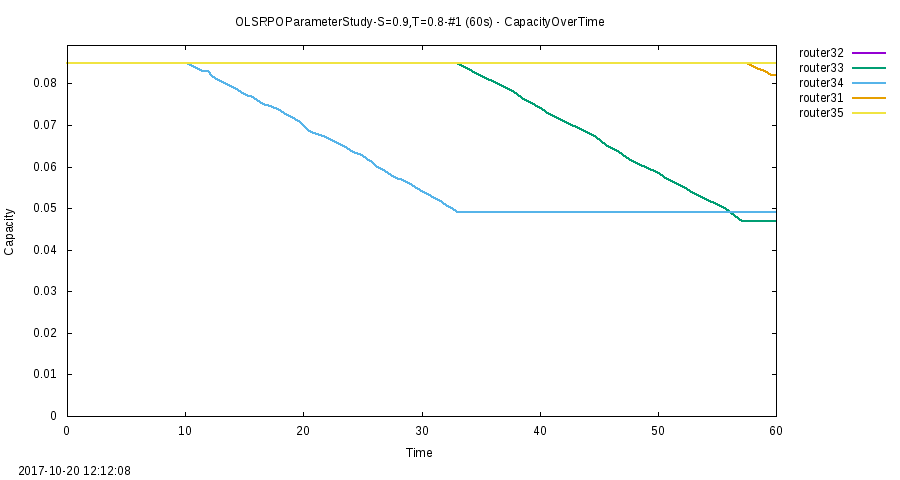 OLSRPOParameterStudy-S=0.9,T=0.8-#1 (60s) - CapacityOverTime
router32
router33
router34
router31
router35
0.08
0.07
0.06
0.05
0.04
0.03
0.02
0.01
0
Capacity
0 10 20 30 40 50 60
Time
2017-10-20 12:12:08